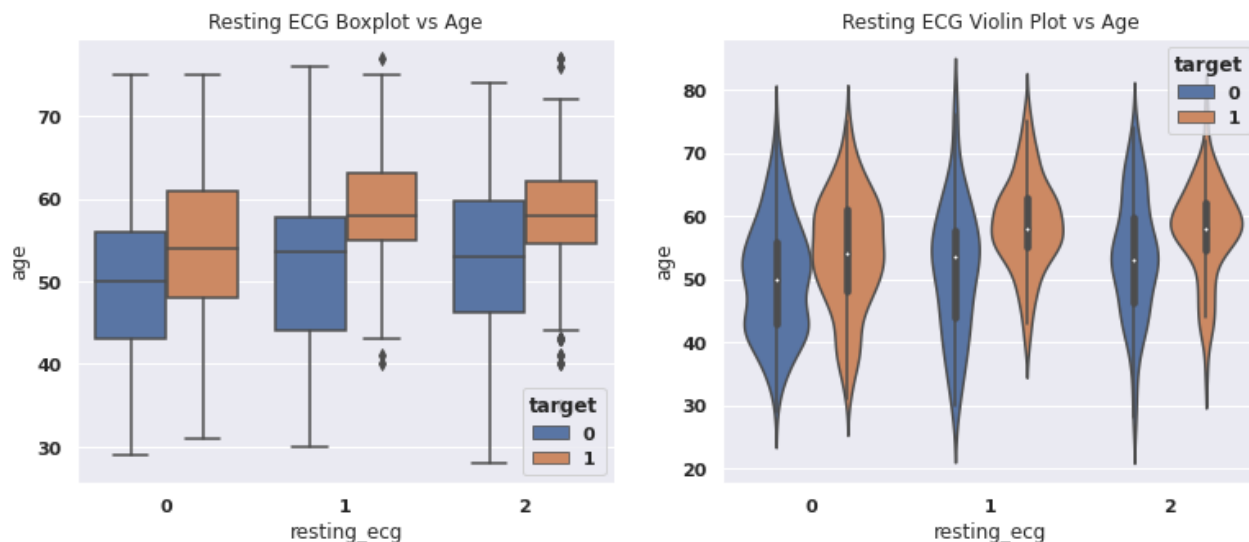 Resting ECG Boxplot vs Age
age
70
60
50
40
30
target
0
1
0 1 2
resting_ecg
Resting ECG Violin Plot vs Age
age
80
70
60
50
40
30
20
target
0
1
0 1 2
resting_ecg